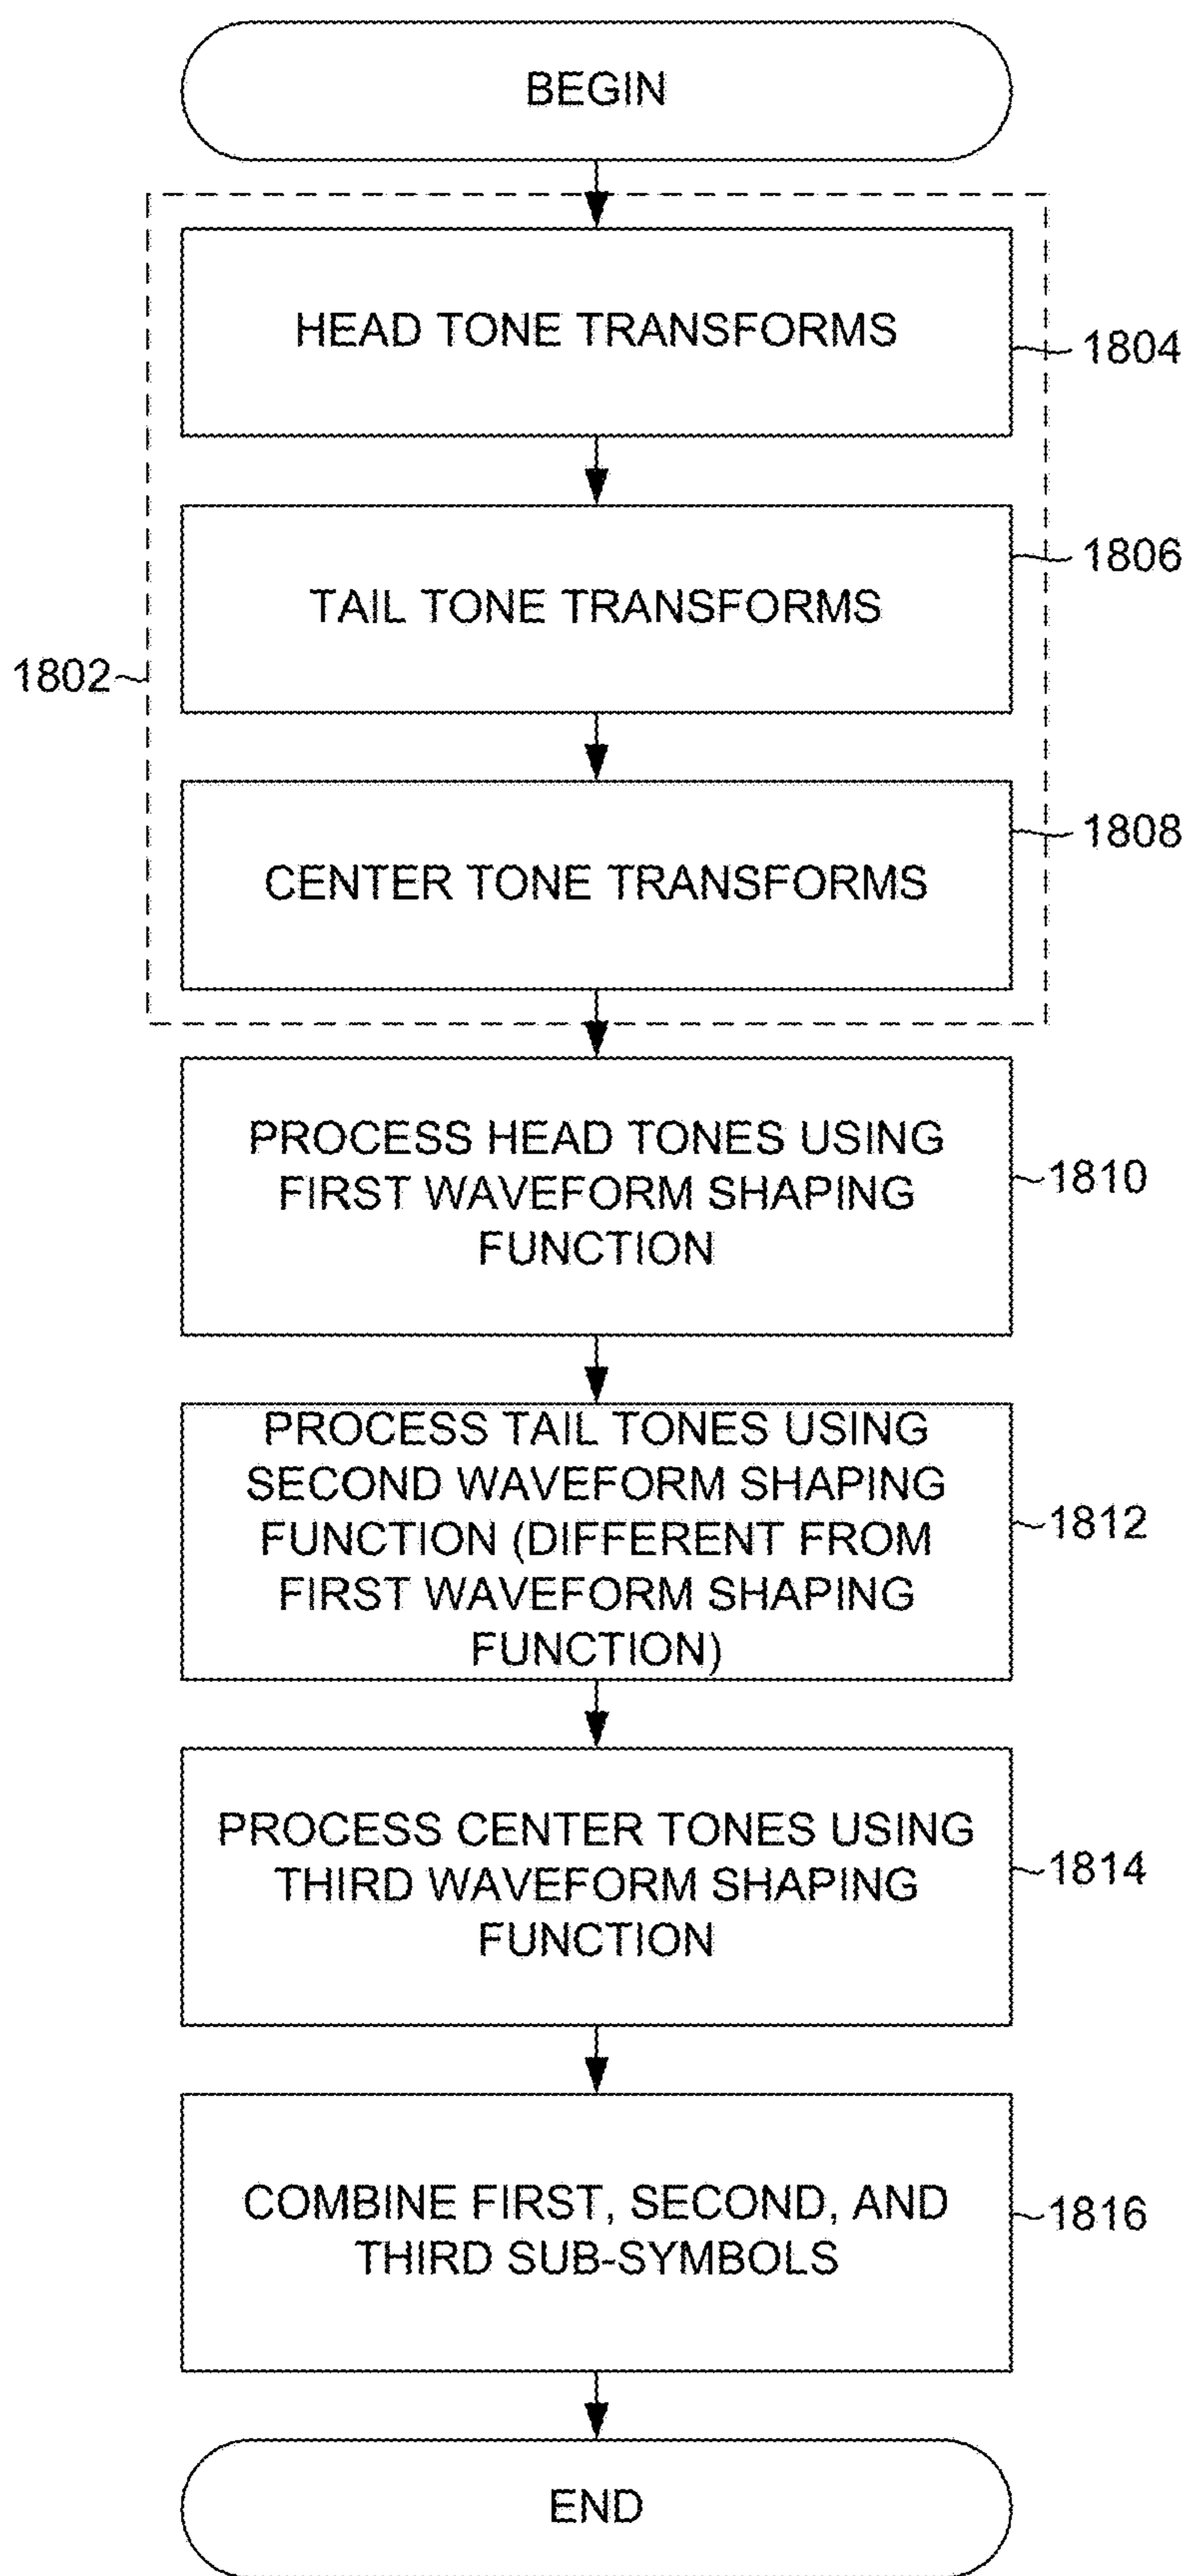 BEGIN
HEAD TONE TRANSFORMS
1804
TAIL TONE TRANSFORMS
1806
1802
CENTER TONE TRANSFORMS
1808
PROCESS HEAD TONES USING
FIRST WAVEFORM SHAPING
FUNCTION
1810
PROCESS TAIL TONES USING
SECOND WAVEFORM SHAPING
FUNCTION (DIFFERENT FROM
FIRST WAVEFORM SHAPING
FUNCTION)
1812
PROCESS CENTER TONES USING
THIRD WAVEFORM SHAPING
FUNCTION
1814
COMBINE FIRST, SECOND, AND
THIRD SUB-SYMBOLS
1816
END